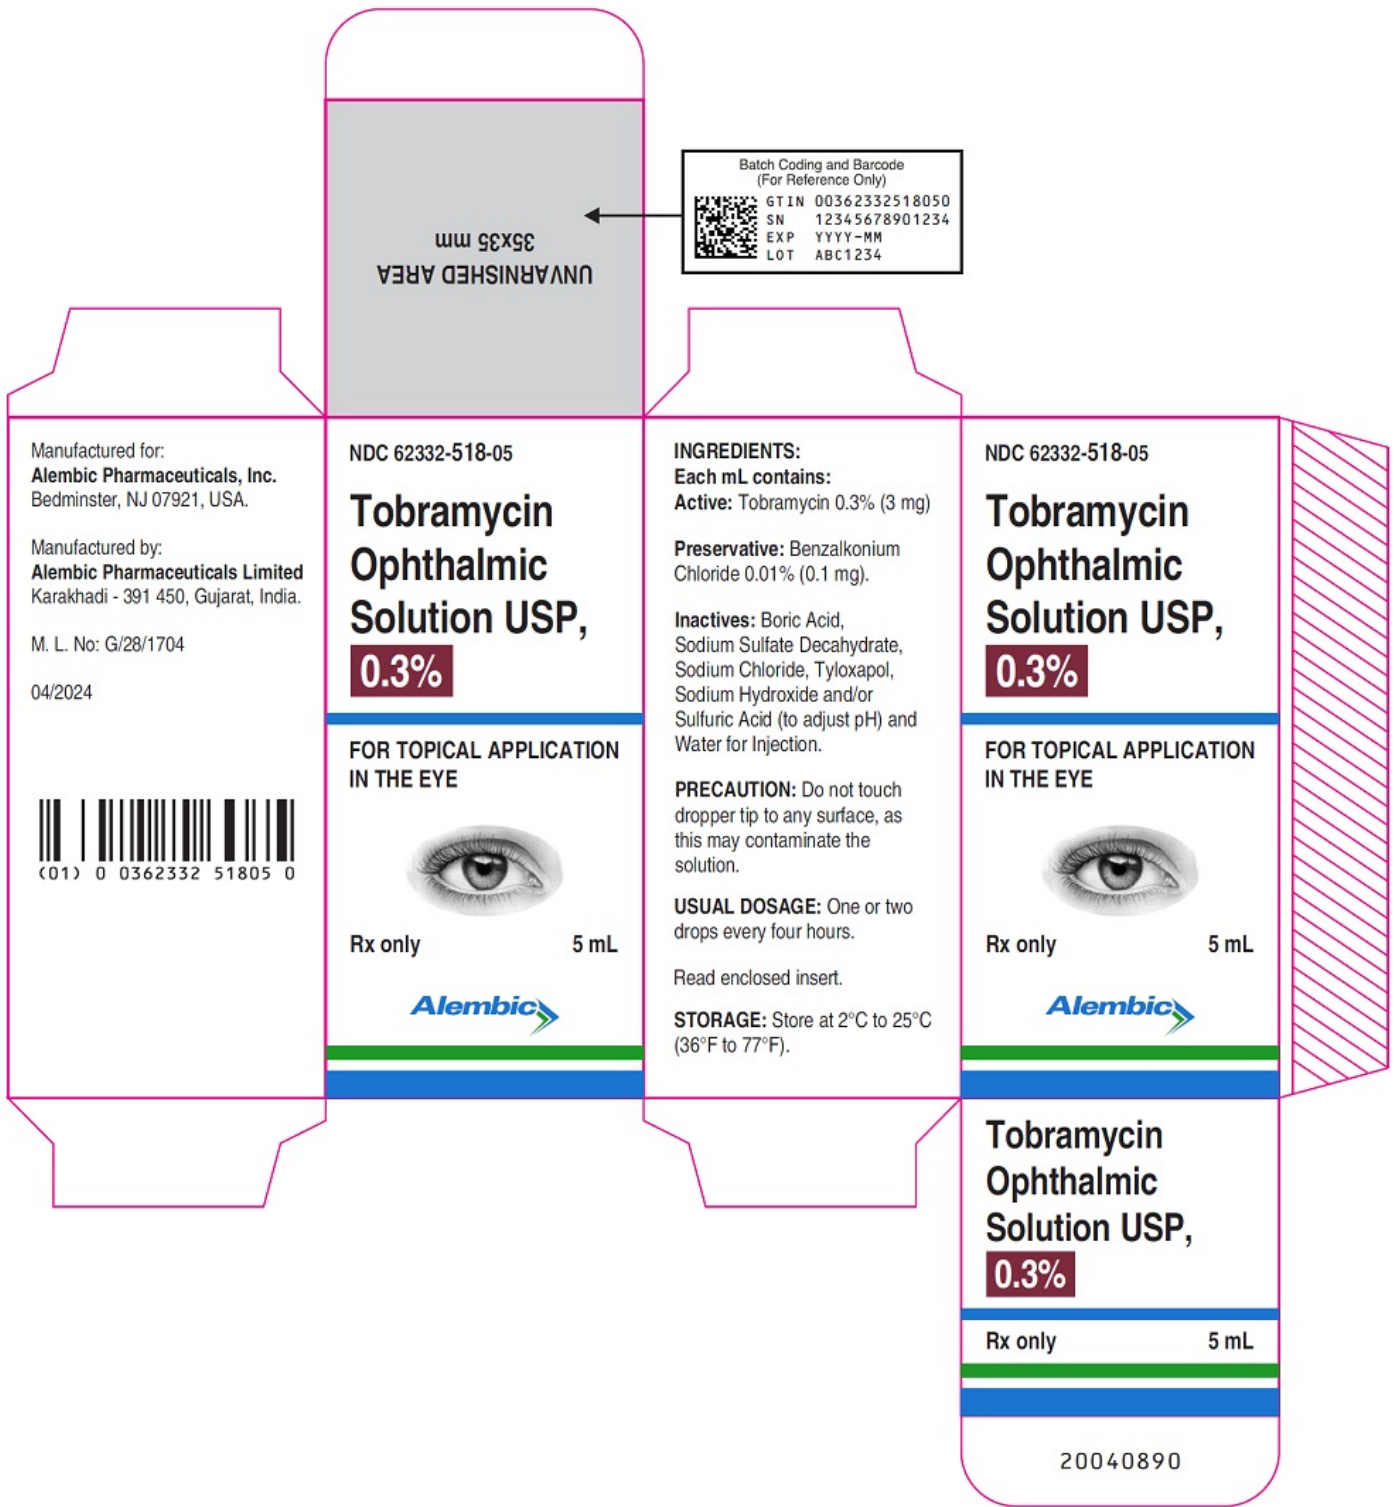 UNVARNISHED AREA
35x35 mm
Batch Coding and Barcode
(For Reference Only)
GTIN 00362332518050
SN 12345678901234
EXP YYYY-MM
LOT ABC1234
Manufactured for:
Alembic Pharmaceuticals, Inc.
Bedminster, NJ 07921, USA.
Manufactured by:
Alembic Pharmaceuticals Limited
Karakhadi - 391 450, Gujarat, India.
M. L. No: G/28/1704
04/2024
(01) 0 0362332 51805 0
NDC 62332-518-05
Tobramycin
Ophthalmic
Solution USP,
0.3%
FOR TOPICAL APPLICATION
IN THE EYE
Rx only 5 mL
Alembic
INGREDIENTS:
Each mL contains:
Active: Tobramycin 0.3% (3 mg)
Preservative: Benzalkonium
Chloride 0.01% (0.1 mg).
Inactives: Boric Acid,
Sodium Sulfate Decahydrate,
Sodium Chloride, Tyloxapol,
Sodium Hydroxide and/or
Sulfuric Acid (to adjust pH) and
Water for Injection.
PRECAUTION: Do not touch
dropper tip to any surface, as
this may contaminate the
solution.
USUAL DOSAGE: One or two
drops every four hours.
Read enclosed insert.
STORAGE: Store at 2°C to 25°C
(36°F to 77°F).
NDC 62332-518-05
Tobramycin
Ophthalmic
Solution USP,
0.3%
FOR TOPICAL APPLICATION
IN THE EYE
Rx only 5 mL
Alembic
Tobramycin
Ophthalmic
Solution USP,
0.3%
Rx only 5 mL
20040890